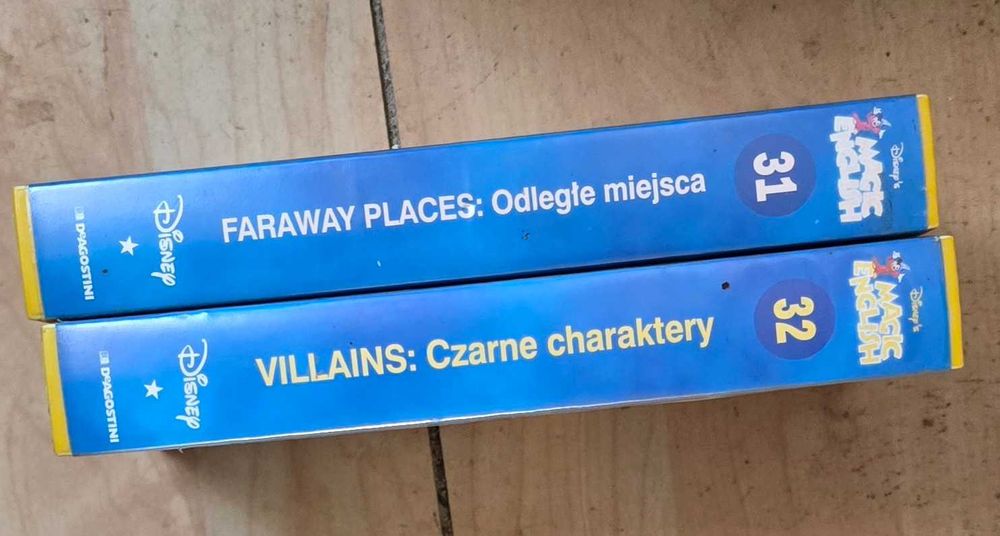 DEAGOSTINI
Disney
FARAWAY PLACES: Odległe miejsca
31
Disney's
MAGIC
ENGLISH
DEAGOSTINI
Disney
VILLAINS: Czarne charaktery
32
Disney's
MAGIC
ENGLISH